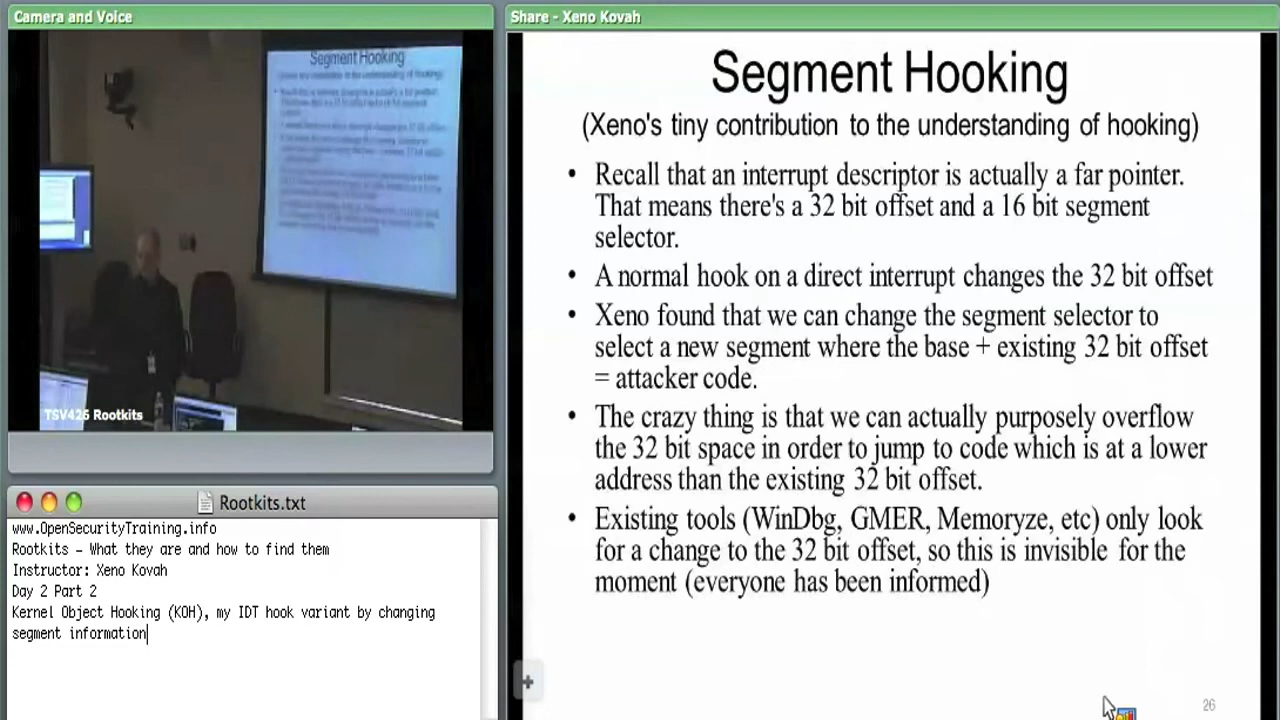 Camera and Voice
TSV426 Rootkits
Rootkits.txt
www.OpenSecurityTraining.info
Rootkits – What they are and how to find them
Instructor: Xeno Kovah
Day 2 Part 2
Kernel Object Hooking (KOH), my IDT hook variant by changing
segment information
Share - Xeno Kovah
Segment Hooking
(Xeno's tiny contribution to the understanding of hooking)
• Recall that an interrupt descriptor is actually a far pointer.
That means there's a 32 bit offset and a 16 bit segment
selector.
• A normal hook on a direct interrupt changes the 32 bit offset
• Xeno found that we can change the segment selector to
select a new segment where the base + existing 32 bit offset
= attacker code.
• The crazy thing is that we can actually purposely overflow
the 32 bit space in order to jump to code which is at a lower
address than the existing 32 bit offset.
• Existing tools (WinDbg, GMER, Memoryze, etc) only look
for a change to the 32 bit offset, so this is invisible for the
moment (everyone has been informed)
26